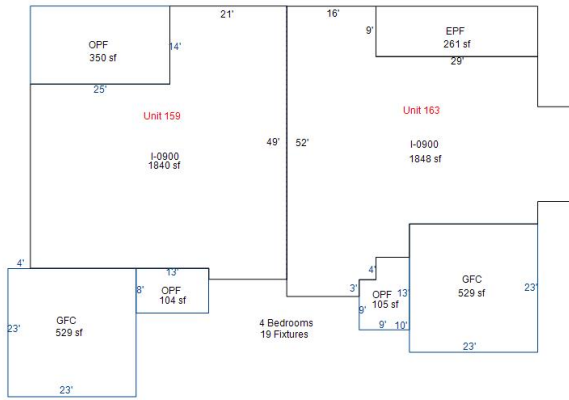 21'
16'
OPF
350 sf
14'
9'
EPF
261 sf
25'
29'
Unit 159
Unit 163
49'
52'
I-0900
1840 sf
I-0900
1848 sf
4'
13'
8'
OPF
104 sf
4'
3'
OPF
105 sf
13'
9'
9'
10'
GFC
529 sf
23'
23'
GFC
529 sf
23'
23'
4 Bedrooms
19 Fixtures